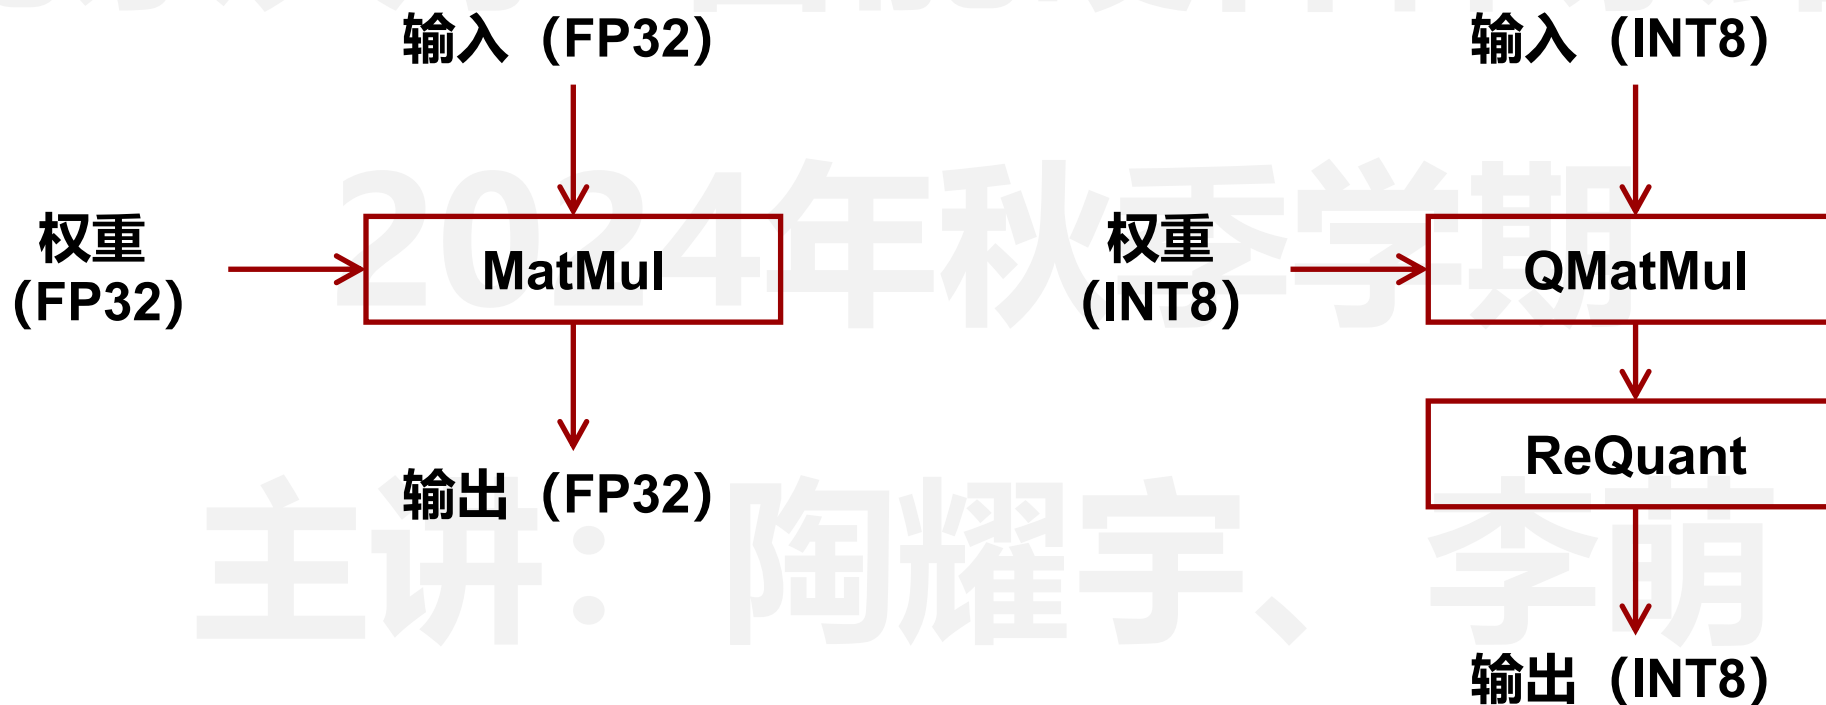 输入（FP32）
权重
（FP32）
MatMul
输出（FP32）
输入（INT8）
权重
（INT8）
QMatMul
ReQuant
输出（INT8）
2024年秋季学期
主讲：陶耀宇、李萌